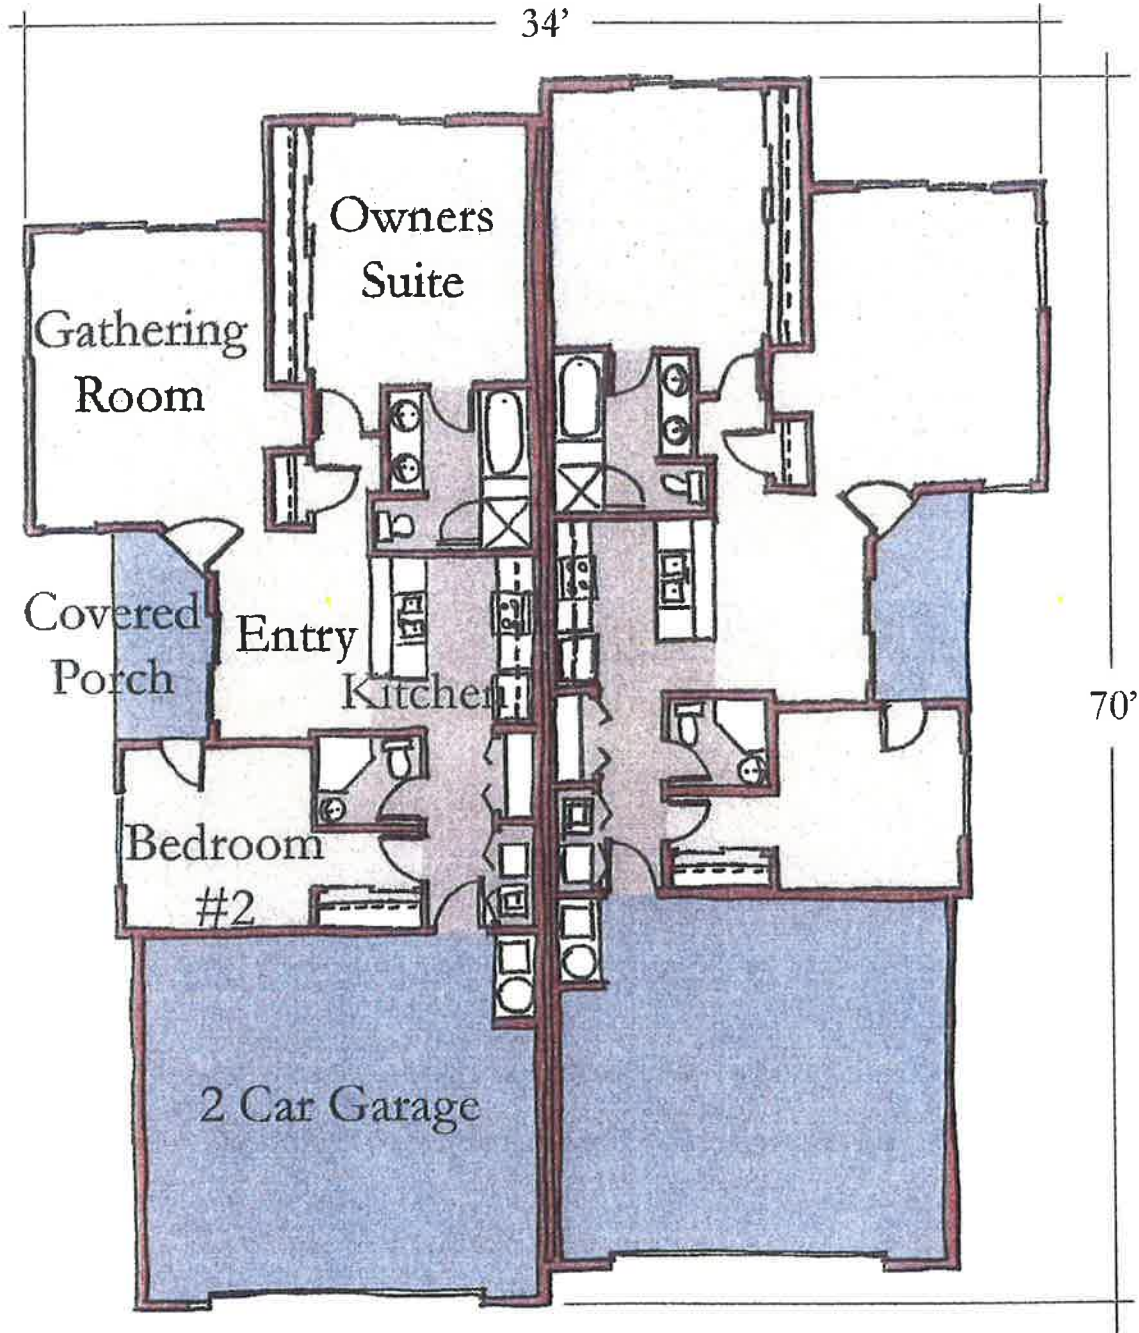 34’
Owners
Suite
Gathering
Room
Covered
Porch
Entry
Kitchen
70’
Bedroom
#2
2 Car Garage